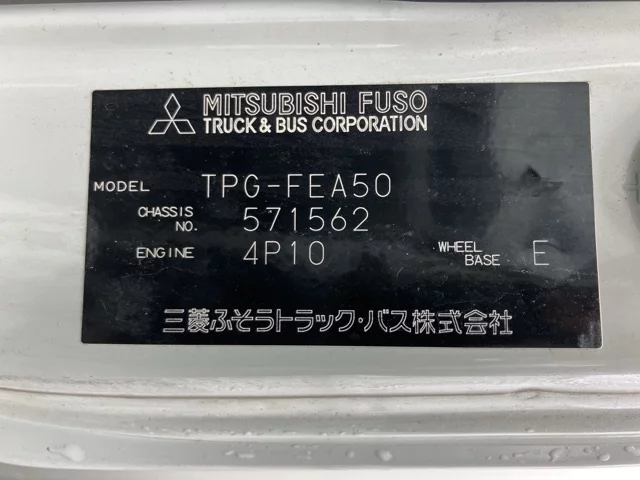 MITSUBISHI FUSO
TRUCK & BUS CORPORATION
MODEL TPG-FEA50
CHASSIS NO. 571562
ENGINE 4P10 WHEEL BASE E
三菱ふそうトラック・バス株式会社